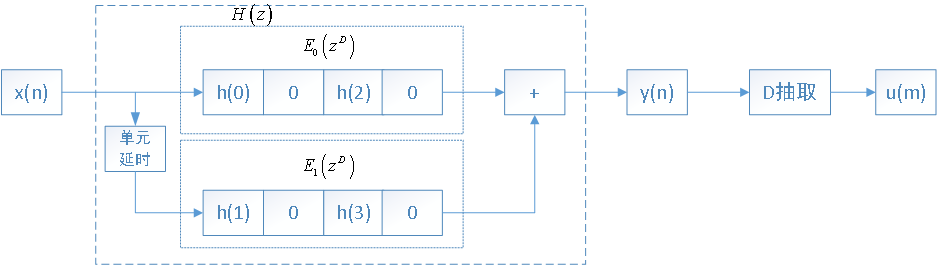 H(z)
E₀(z^D)
x(n)
h(0) 0 h(2) 0
+
y(n)
D抽取
u(m)
单元
延时
E₁(z^D)
h(1) 0 h(3) 0